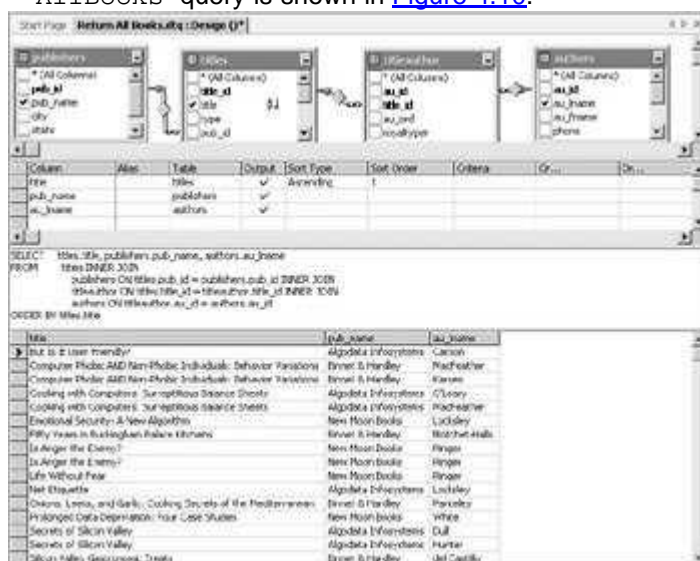 AllBooks query is shown in Figure 4.10.
Start Page Return All Books.dtq : Design ()*
publishers
titles
titleauthor
authors
* (All Columns)
pub_id
pub_name
city
state
* (All Columns)
title_id
title
type
pub_id
* (All Columns)
au_id
title_id
au_ord
royaltyper
* (All Columns)
au_id
au_lname
au_fname
phone
Column Alias Table Output Sort Type Sort Order Criteria Or... Or...
title titles Ascending 1
pub_name publishers
au_lname authors
SELECT titles.title, publishers.pub_name, authors.au_lname
FROM titles INNER JOIN
publishers ON titles.pub_id = publishers.pub_id INNER JOIN
titleauthor ON titles.title_id = titleauthor.title_id INNER JOIN
authors ON titleauthor.au_id = authors.au_id
ORDER BY titles.title
title pub_name au_lname
But Is It User Friendly? Algodata Infosystems Carson
Computer Phobic AND Non-Phobic Individuals: Behavior Variations Binnet & Hardley MacFeather
Computer Phobic AND Non-Phobic Individuals: Behavior Variations Binnet & Hardley Karsen
Cooking with Computers: Surreptitious Balance Sheets Algodata Infosystems O'Leary
Cooking with Computers: Surreptitious Balance Sheets Algodata Infosystems MacFeather
Emotional Security: A New Algorithm New Moon Books Locksley
Fifty Years in Buckingham Palace Kitchens Binnet & Hardley Blotchet-Halls
Is Anger the Enemy? New Moon Books Ringer
Is Anger the Enemy? New Moon Books Ringer
Life Without Fear New Moon Books Ringer
Net Etiquette Algodata Infosystems Locksley
Onions, Leeks, and Garlic: Cooking Secrets of the Mediterranean Binnet & Hardley Panteley
Prolonged Data Deprivation: Four Case Studies New Moon Books White
Secrets of Silicon Valley Algodata Infosystems Dull
Secrets of Silicon Valley Algodata Infosystems Hunter
Silicon Valley Gastronomic Treats Binnet & Hardley del Castillo